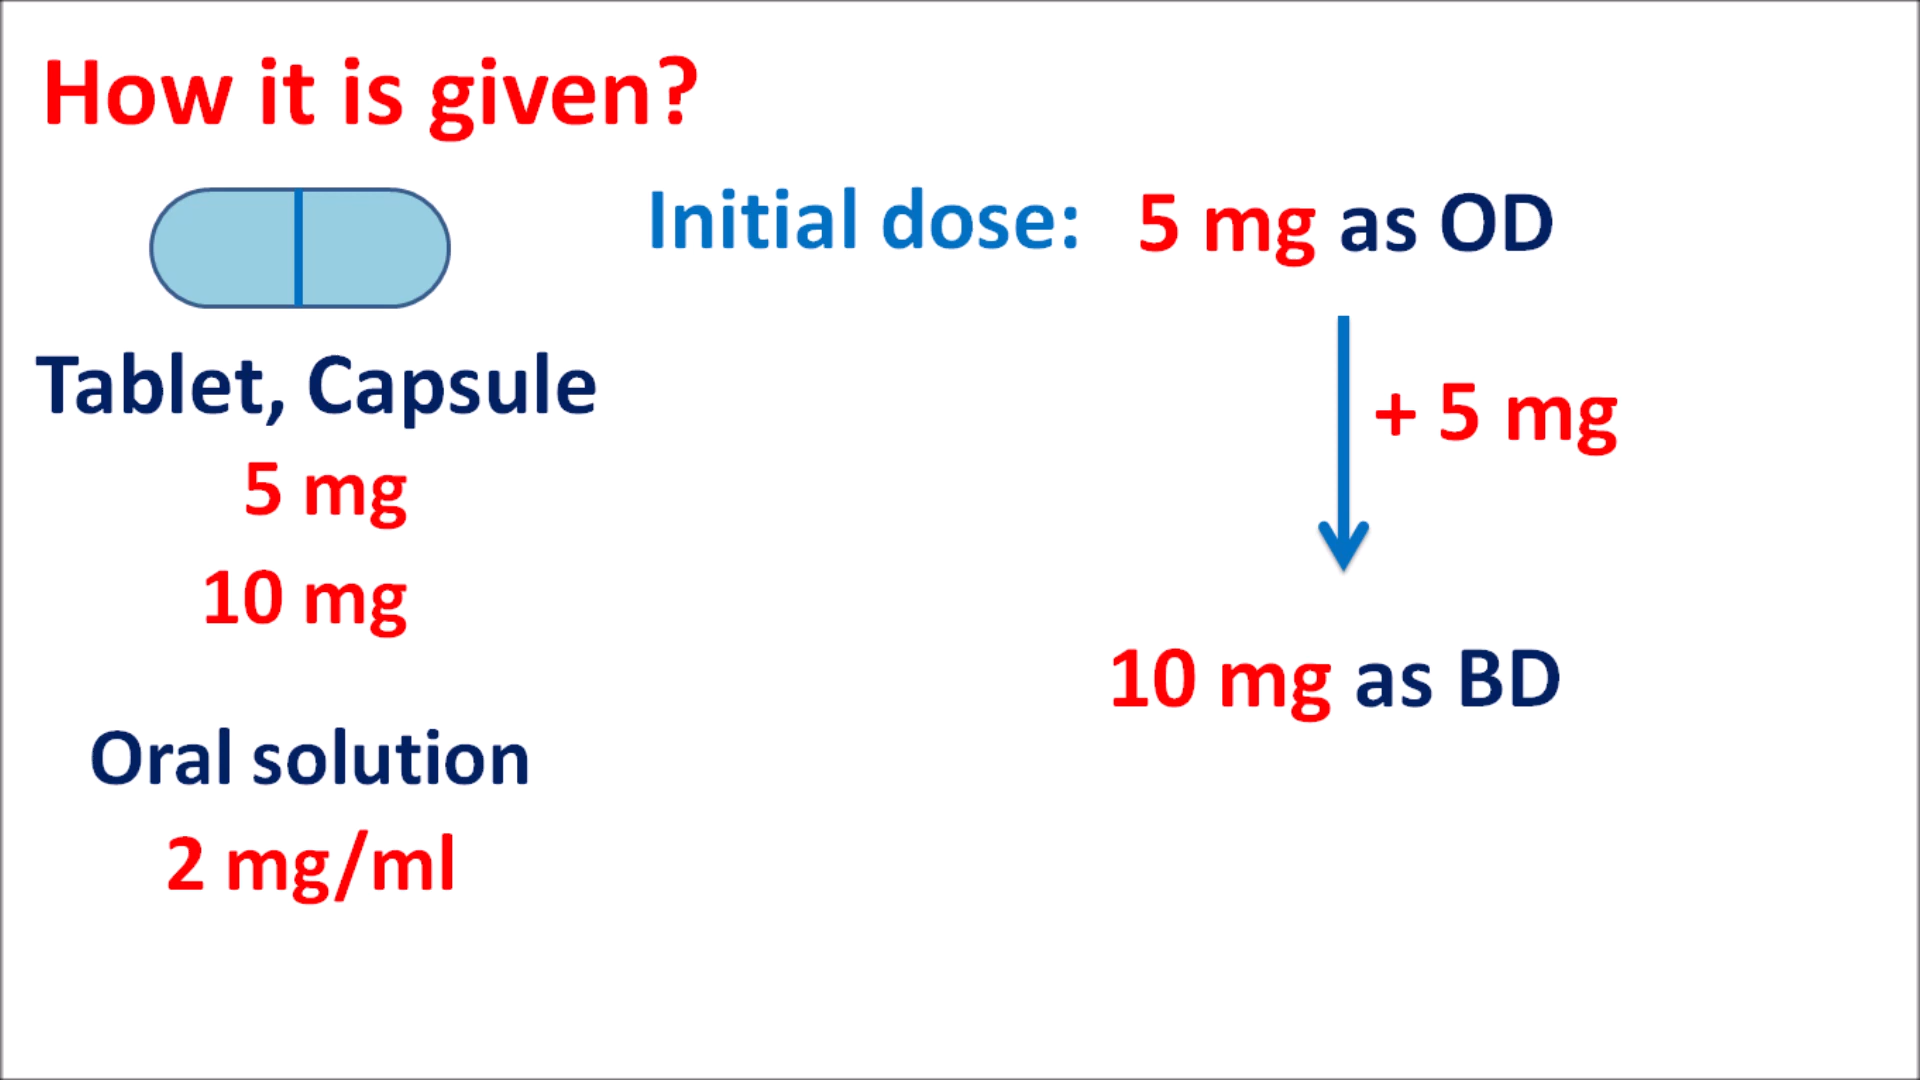 How it is given?
Tablet, Capsule
5 mg
10 mg
Oral solution
2 mg/ml
Initial dose: 5 mg as OD
+ 5 mg
10 mg as BD